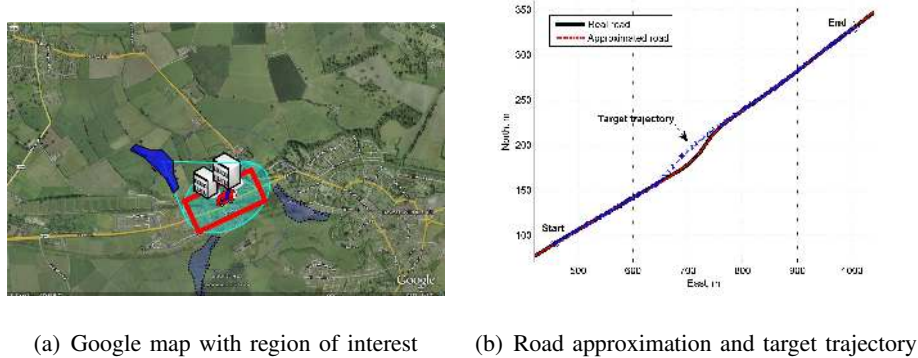 Google
(a) Google map with region of interest
350
300
250
200
150
100
North, m
Real road
Approximated road
End
Target trajectory
Start
500
600
700
800
900
1000
East, m
(b) Road approximation and target trajectory